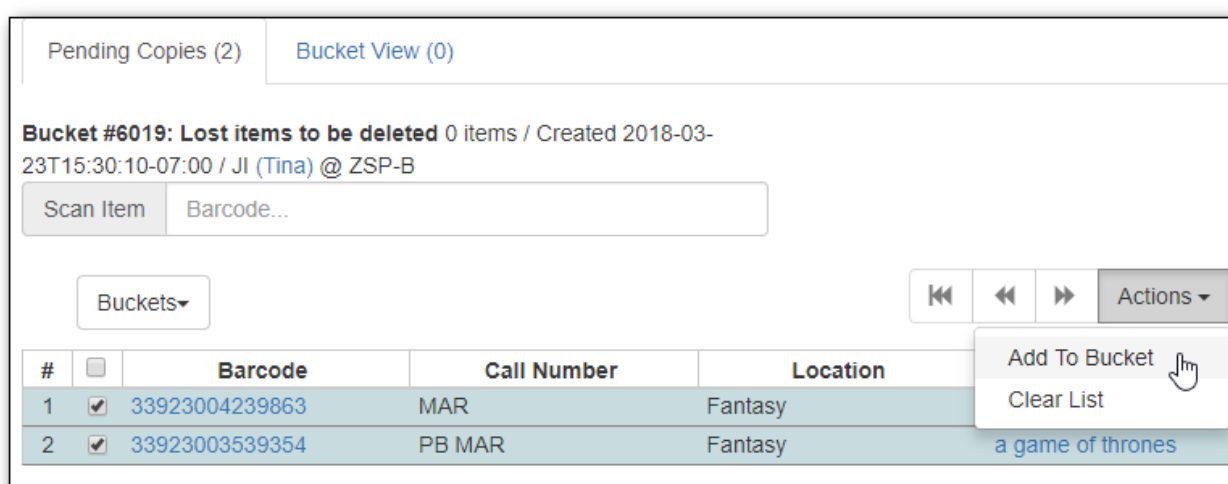 Pending Copies (2) Bucket View (0)
Bucket #6019: Lost items to be deleted 0 items / Created 2018-03-
23T15:30:10-07:00 / JI (Tina) @ ZSP-B
Scan Item Barcode...
Buckets Actions
Add To Bucket
Clear List
# Barcode Call Number Location
1 33923004239863 MAR Fantasy
2 33923003539354 PB MAR Fantasy a game of thrones